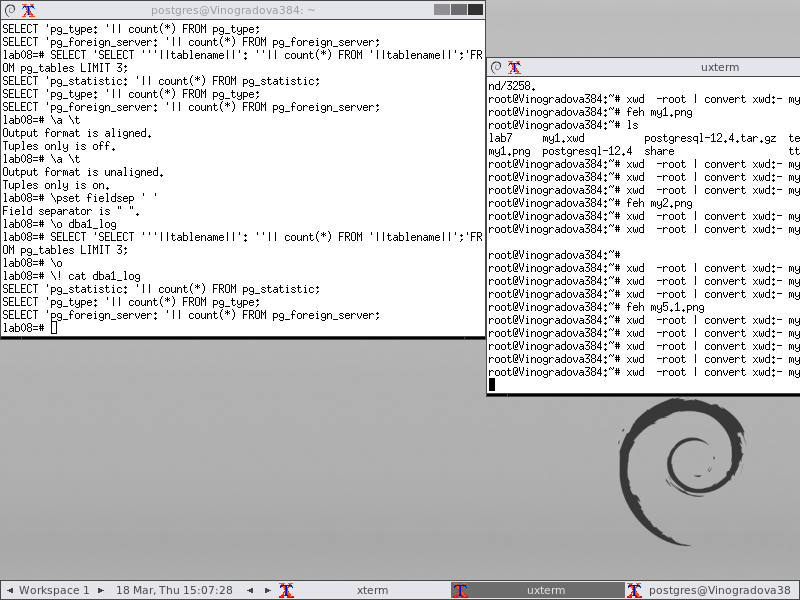 postgres@Vinogradova384: ~
SELECT 'pg_type: '|| count(*) FROM pg_type;
SELECT 'pg_foreign_server: '|| count(*) FROM pg_foreign_server;
lab08=# SELECT 'SELECT '''||tablename||': ''|| count(*) FROM '||tablename||';'FR
OM pg_tables LIMIT 3;
SELECT 'pg_statistic: '|| count(*) FROM pg_statistic;
SELECT 'pg_type: '|| count(*) FROM pg_type;
SELECT 'pg_foreign_server: '|| count(*) FROM pg_foreign_server;
lab08=# \a \t
Output format is aligned.
Tuples only is off.
lab08=# \a \t
Output format is unaligned.
Tuples only is on.
lab08=# \pset fieldsep ' '
Field separator is " ".
lab08=# \o dba1_log
lab08=# SELECT 'SELECT '''||tablename||': ''|| count(*) FROM '||tablename||';'FR
OM pg_tables LIMIT 3;
lab08=# \o
lab08=# \! cat dba1_log
SELECT 'pg_statistic: '|| count(*) FROM pg_statistic;
SELECT 'pg_type: '|| count(*) FROM pg_type;
SELECT 'pg_foreign_server: '|| count(*) FROM pg_foreign_server;
lab08=#
uxterm
nd/3258.
root@Vinogradova384:~# xwd  -root | convert xwd:- my
root@Vinogradova384:~# feh my1.png
root@Vinogradova384:~# ls
lab7    my1.xwd         postgresql-12.4.tar.gz  te
my1.png  postgresql-12.4  share                   tt
root@Vinogradova384:~# xwd  -root | convert xwd:- my
root@Vinogradova384:~# xwd  -root | convert xwd:- my
root@Vinogradova384:~# xwd  -root | convert xwd:- my
root@Vinogradova384:~# feh my2.png
root@Vinogradova384:~# xwd  -root | convert xwd:- my
root@Vinogradova384:~# xwd  -root | convert xwd:- my
root@Vinogradova384:~#
root@Vinogradova384:~# xwd  -root | convert xwd:- my
root@Vinogradova384:~# xwd  -root | convert xwd:- my
root@Vinogradova384:~# xwd  -root | convert xwd:- my
root@Vinogradova384:~# feh my5.1.png
root@Vinogradova384:~# xwd  -root | convert xwd:- my
root@Vinogradova384:~# xwd  -root | convert xwd:- my
root@Vinogradova384:~# xwd  -root | convert xwd:- my
root@Vinogradova384:~# xwd  -root | convert xwd:- my
root@Vinogradova384:~# xwd  -root | convert xwd:- my
Workspace 1 18 Mar, Thu 15:07:28 xterm uxterm postgres@Vinogradova38